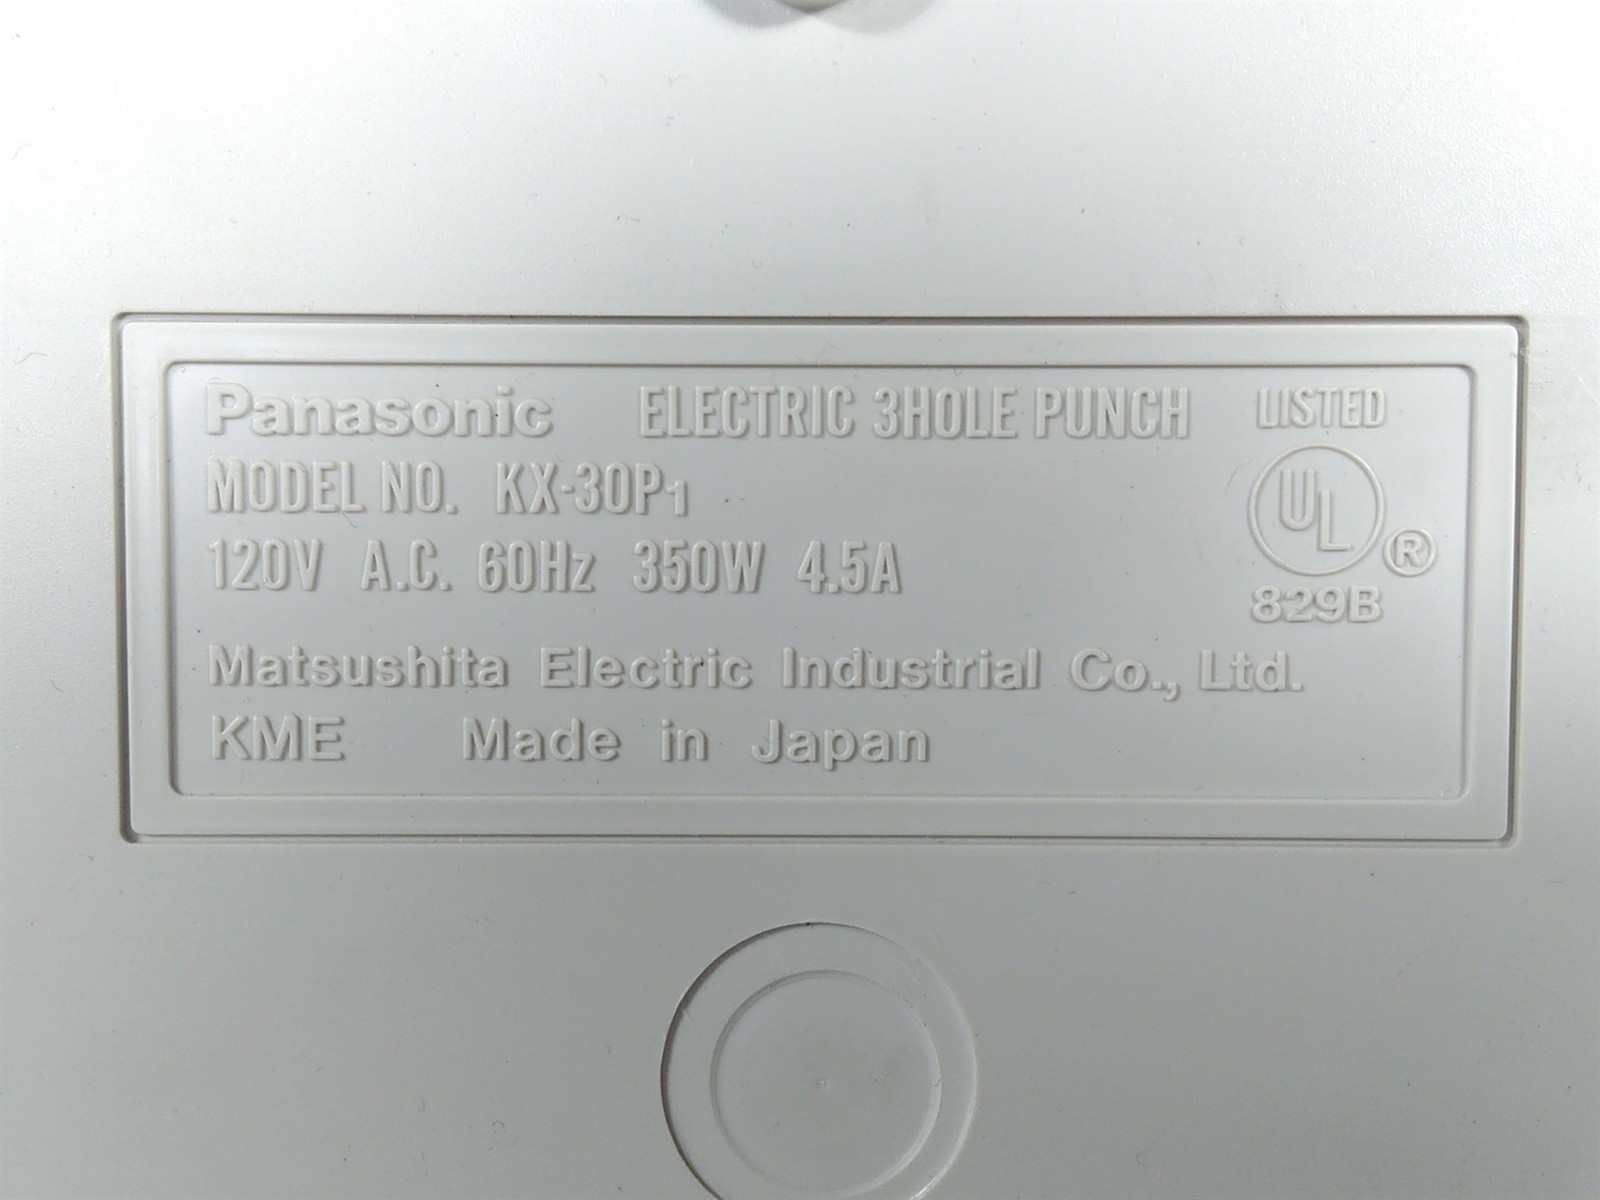 Panasonic ELECTRIC 3HOLE PUNCH LISTED
MODEL NO. KX-30P1
UL ®
120V A.C. 60Hz 350W 4.5A
829B
Matsushita Electric Industrial Co., Ltd.
KME Made in Japan